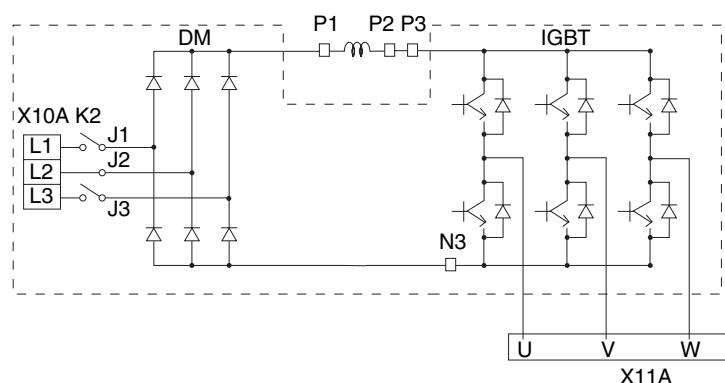 P1 P2 P3
DM IGBT
X10A K2
L1 J1
L2 J2
L3 J3
N3
U V W
X11A